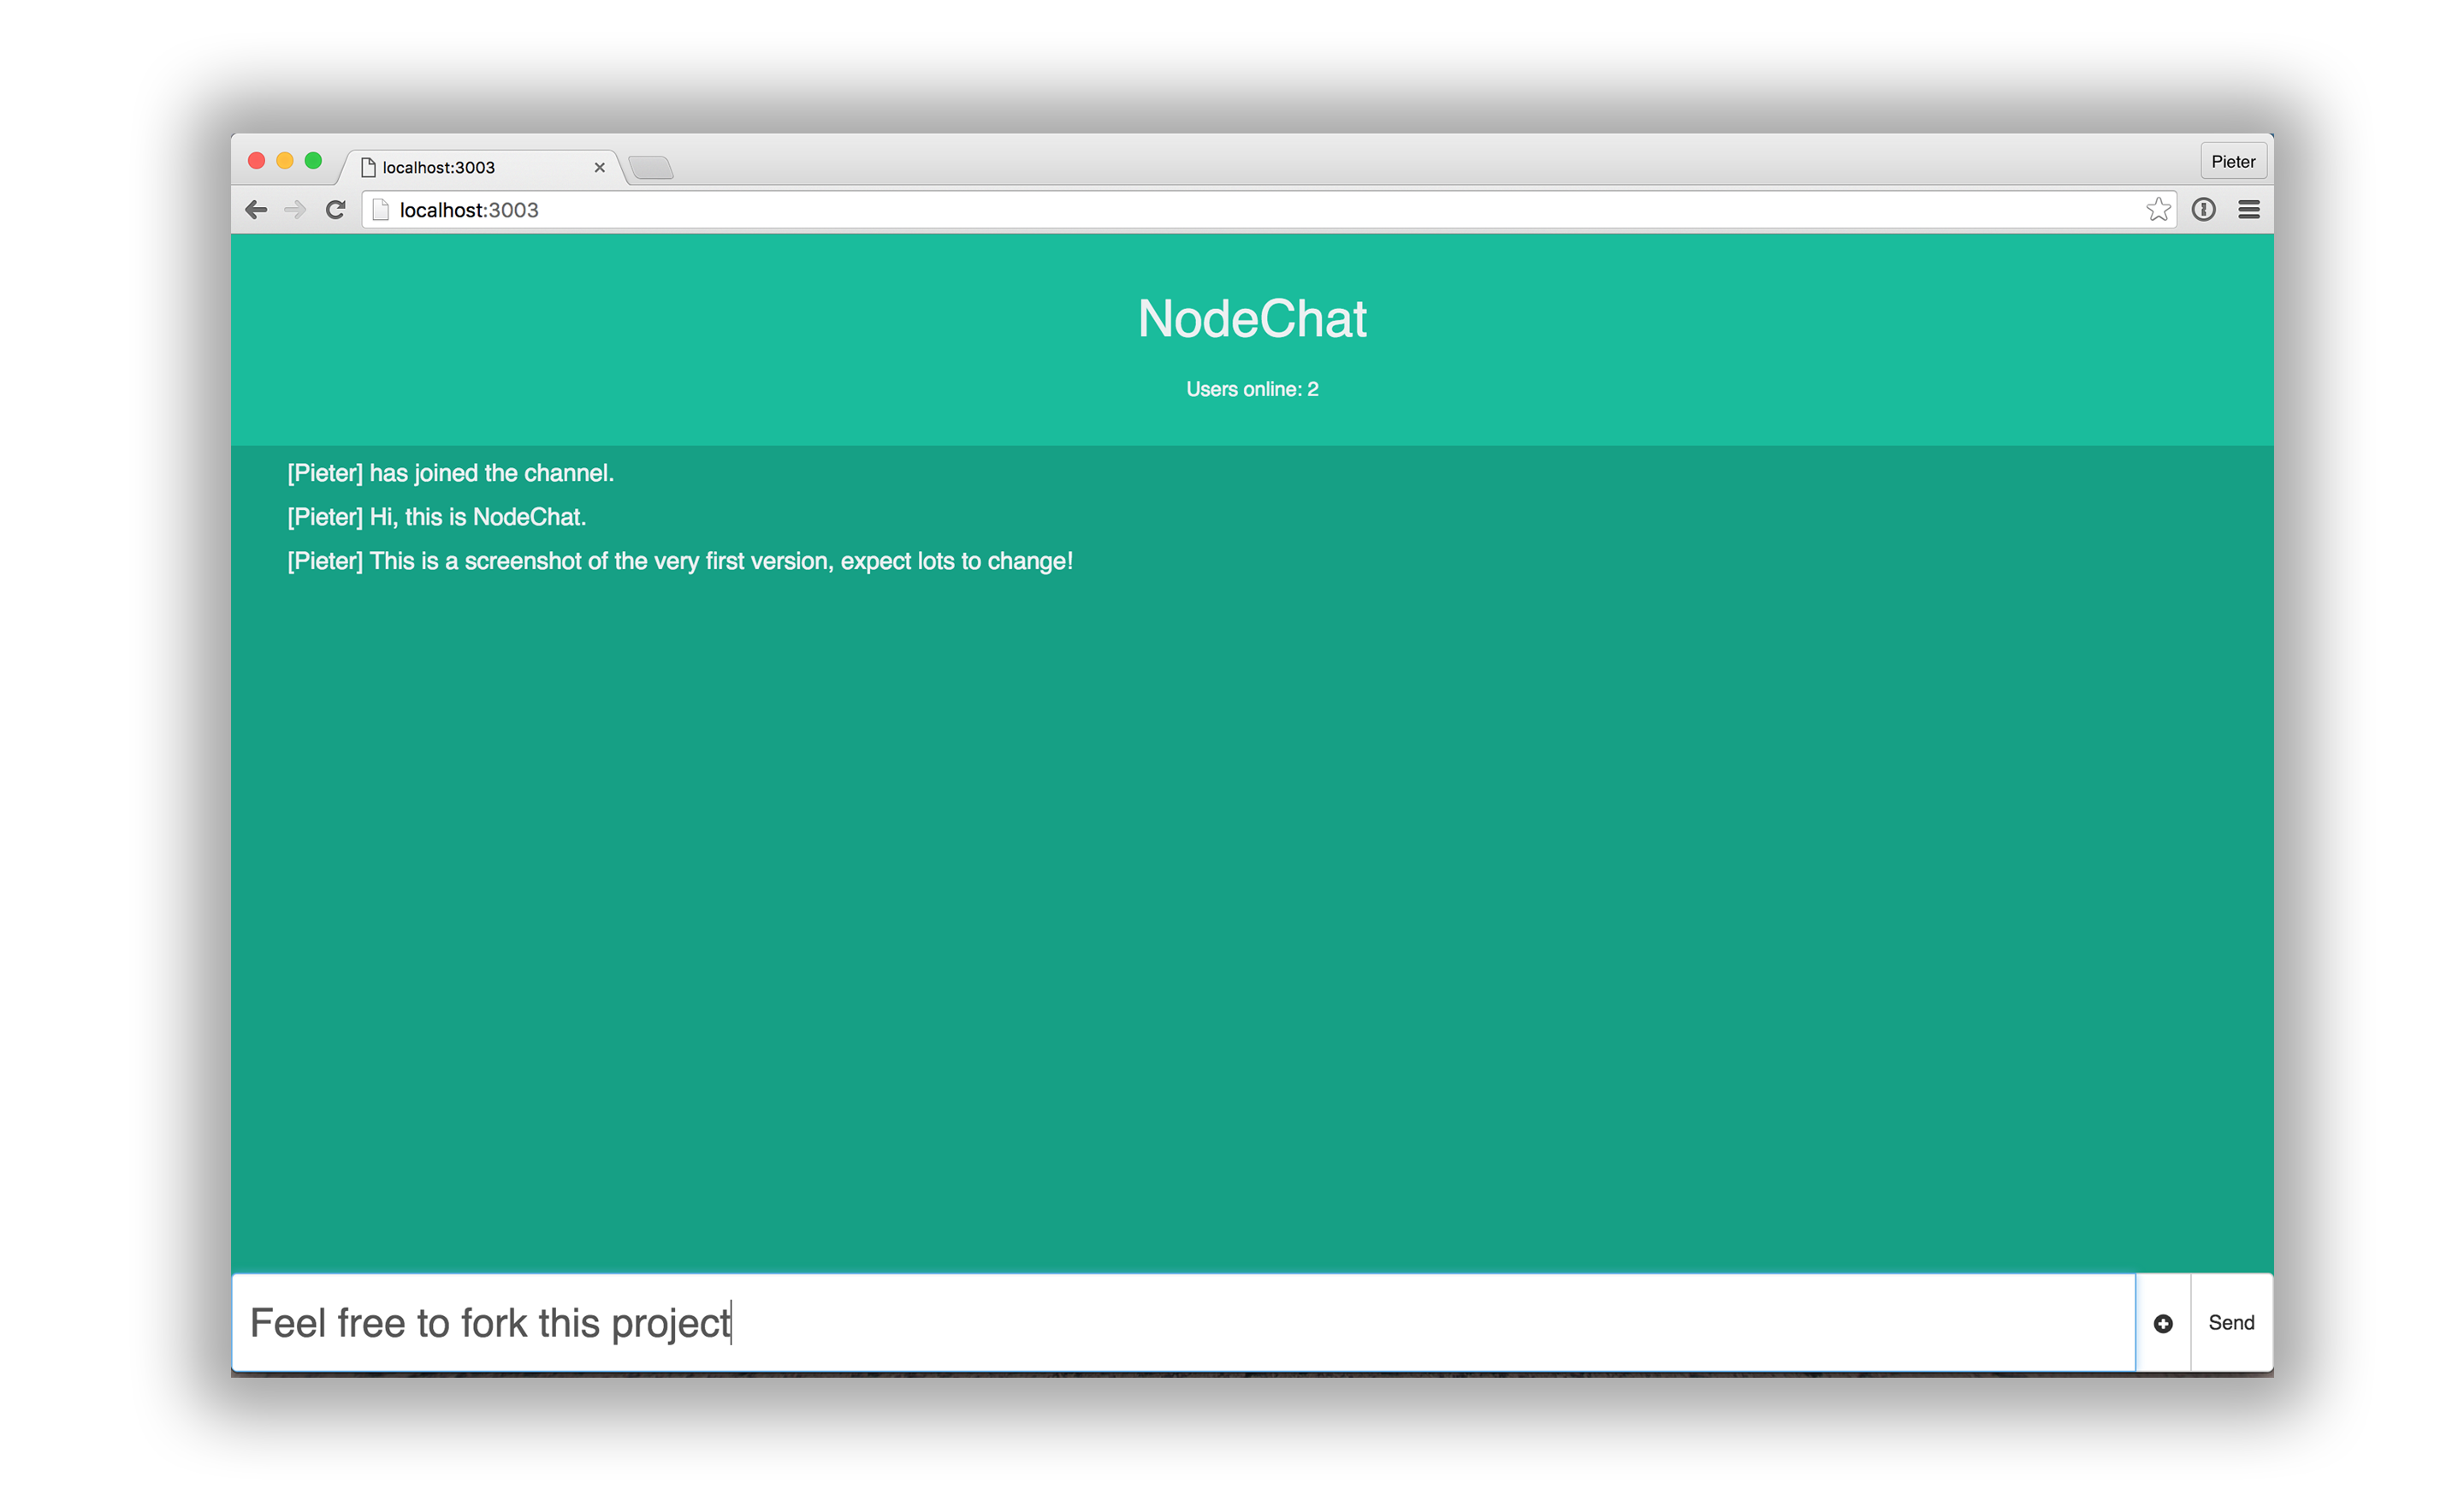 localhost:3003
Pieter
localhost:3003
NodeChat
Users online: 2
[Pieter] has joined the channel.
[Pieter] Hi, this is NodeChat.
[Pieter] This is a screenshot of the very first version, expect lots to change!
Feel free to fork this project
Send